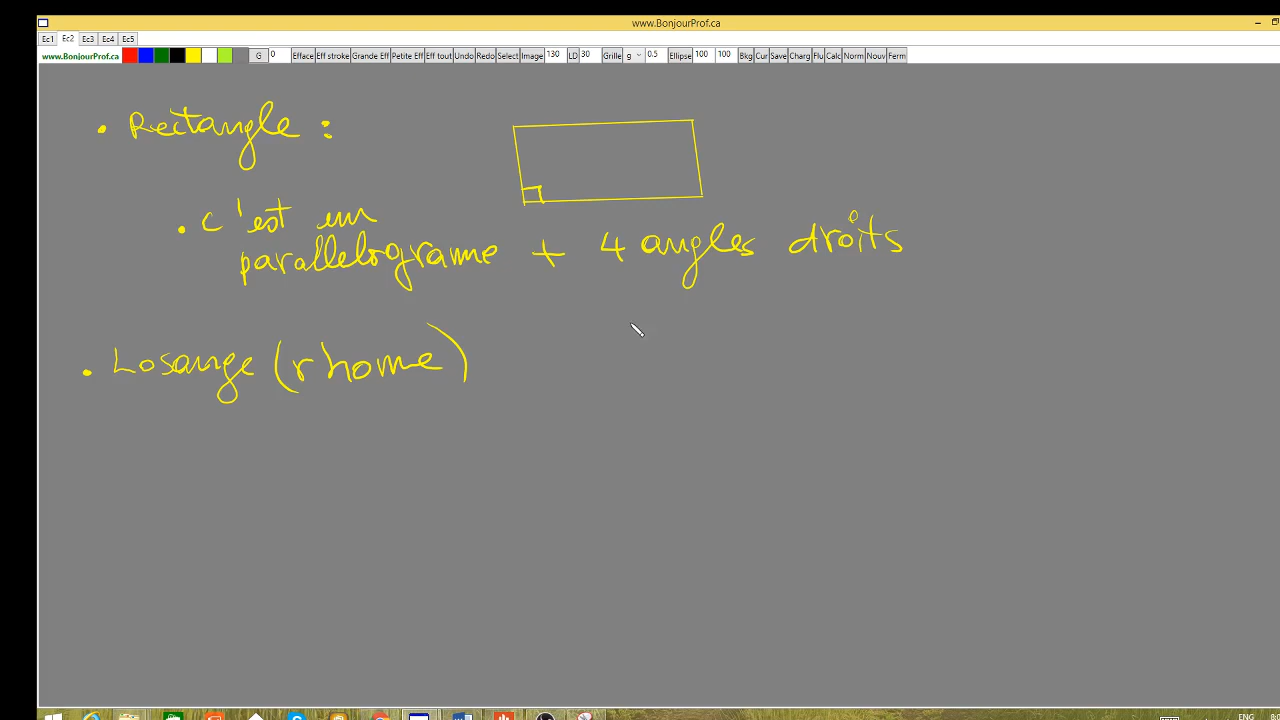 www.BonjourProf.ca
Ec1 Ec2 Ec3 Ec4 Ec5
www.BonjourProf.ca G 0 Efface Eff stroke Grande Eff Petite Eff Eff tout Undo Redo Select Image 130 LD 30 Grille g 0.5 Ellipse 100 100 Bkg Cur Save Charg Flu Calc Norm Nouv Ferm
• Rectangle :
• c'est un
parallelograme + 4 angles droits
• Losange (rhome)
ENG